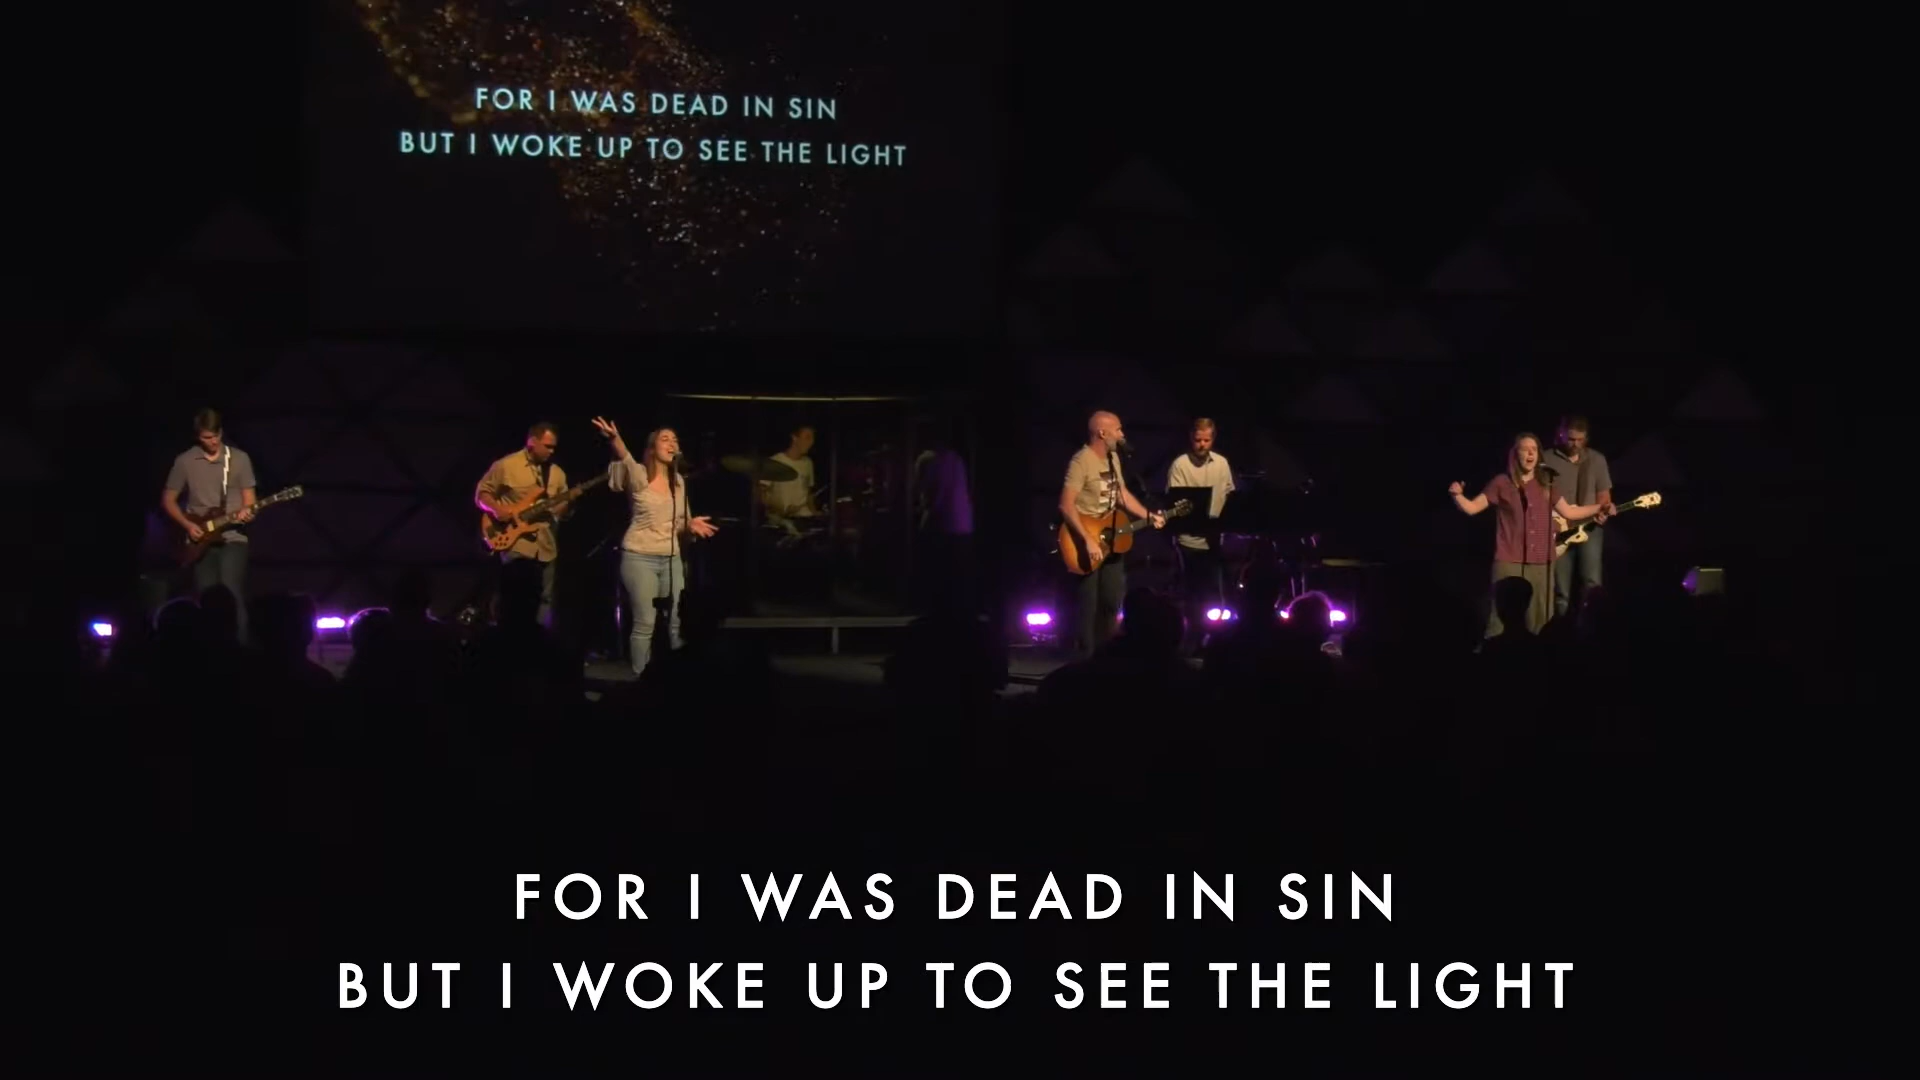 FOR I WAS DEAD IN SIN
BUT I WOKE UP TO SEE THE LIGHT
FOR I WAS DEAD IN SIN
BUT I WOKE UP TO SEE THE LIGHT